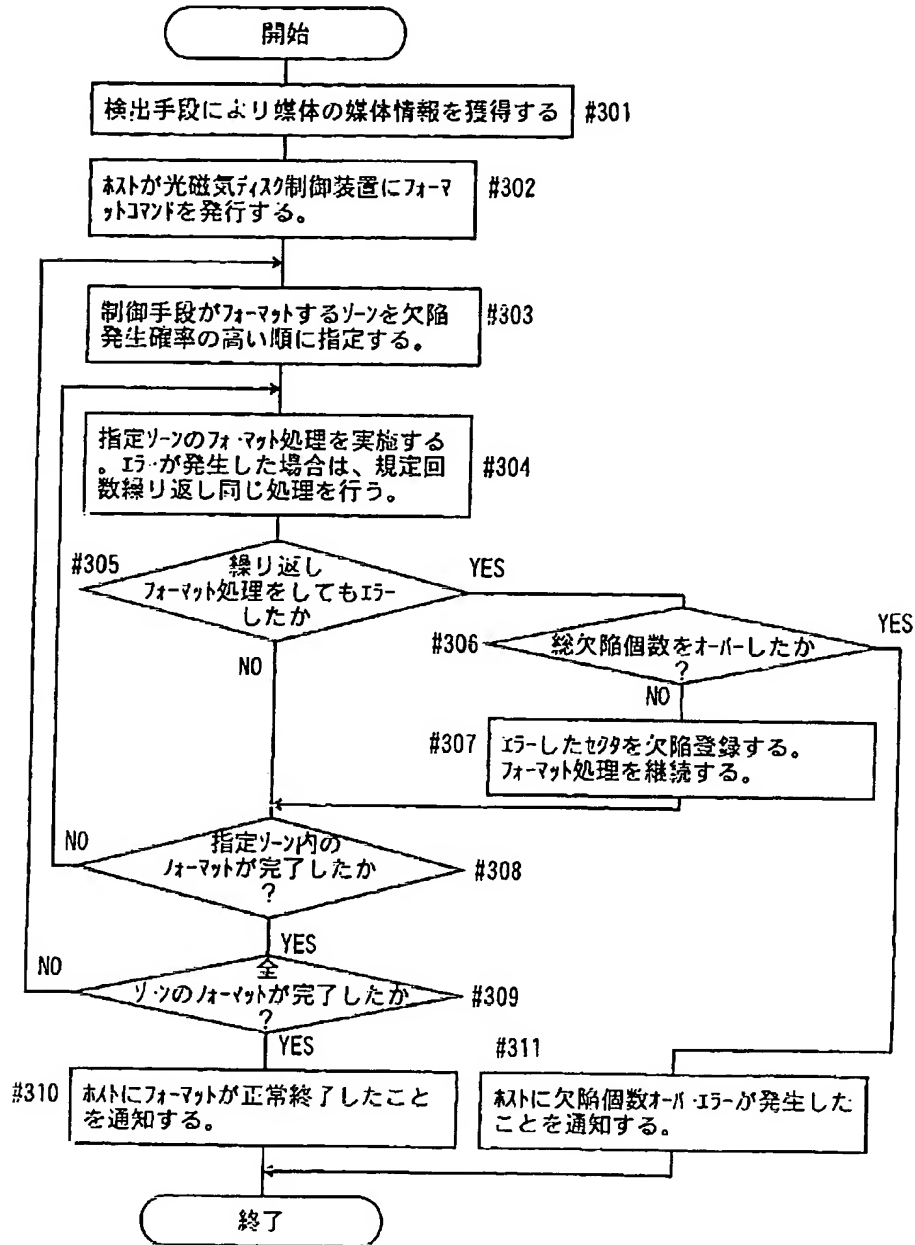 開始
検出手段により媒体の媒体情報を獲得する
#301
ホストが光磁気ディスク制御装置にフォーマ
ットコマンドを発行する。
#302
制御手段がフォーマットするゾーンを欠陥
発生確率の高い順に指定する。
#303
指定ゾーンのフォーマット処理を実施する
。エラーが発生した場合は、規定回
数繰り返し同じ処理を行う。
#304
#305
繰り返し
フォーマット処理をしてもエラー
したか
YES
NO
#306
総欠陥個数をオーバーしたか
?
YES
NO
#307
エラーしたセクタを欠陥登録する。
フォーマット処理を継続する。
NO
指定ゾーン内の
フォーマットが完了したか
?
#308
YES
NO
全
ゾーンのフォーマットが完了したか
?
#309
YES
#310
ホストにフォーマットが正常終了したこと
を通知する。
#311
ホストに欠陥個数オーバーエラーが発生した
ことを通知する。
終了